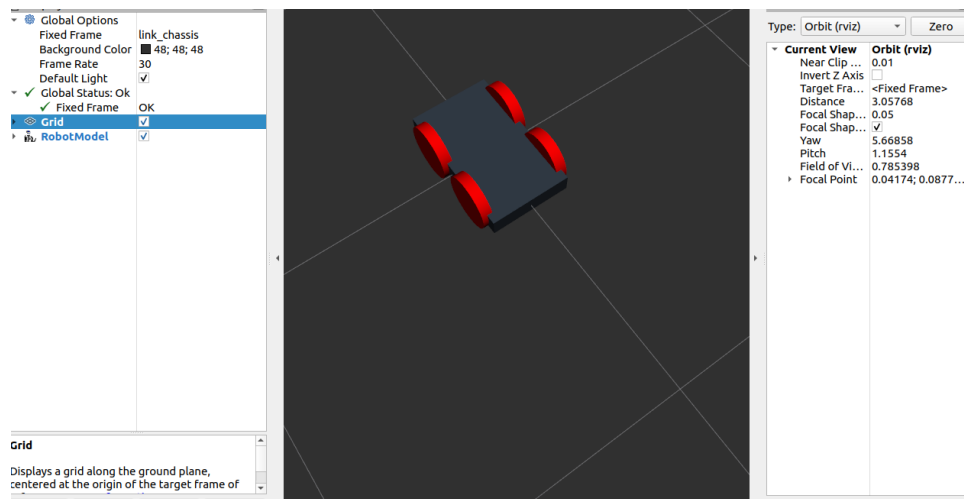 Global Options
Fixed Frame link_chassis
Background Color 48; 48; 48
Frame Rate 30
Default Light ✓
Global Status: Ok
Fixed Frame OK
Grid
RobotModel
Grid
Displays a grid along the ground plane,
centered at the origin of the target frame of
Type: Orbit (rviz) Zero
Current View Orbit (rviz)
Near Clip ... 0.01
Invert Z Axis
Target Fra... <Fixed Frame>
Distance 3.05768
Focal Shap... 0.05
Focal Shap... ✓
Yaw 5.66858
Pitch 1.1554
Field of Vi... 0.785398
Focal Point 0.04174; 0.0877...